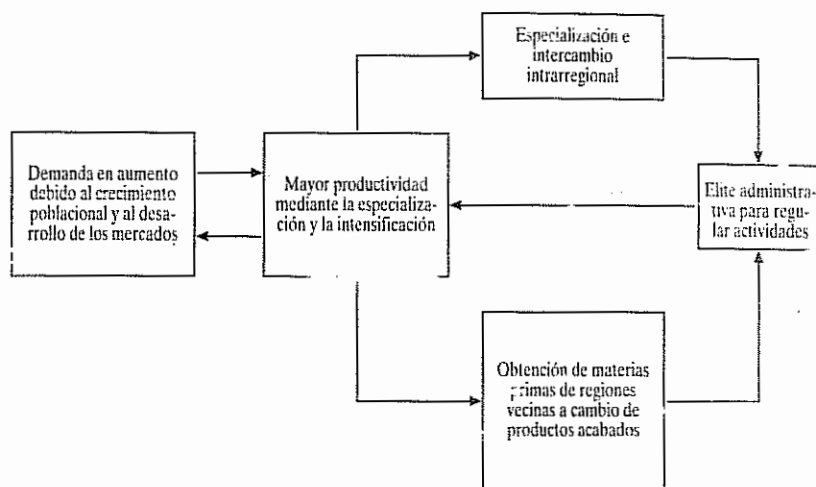 Especialización e
intercambio
intrarregional
Demanda en aumento
debido al crecimiento
poblacional y al desa-
rrollo de los mercados
Mayor productividad
mediante la especializa-
ción y la intensificación
Elite administra-
tiva para regu-
lar actividades
Obtención de materias
primas de regiones
vecinas a cambio de
productos acabados